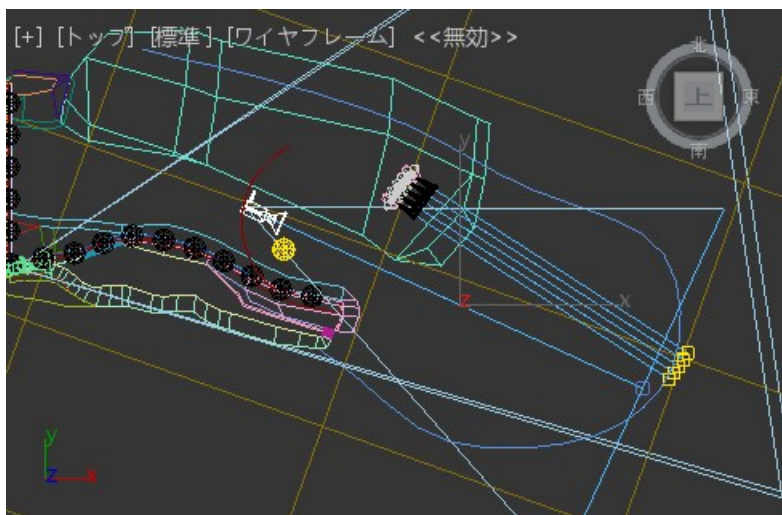 [+] [トップ] [標準] [ワイヤフレーム] <<無効>>
北
西 上 東
南
y
z x
y
z x